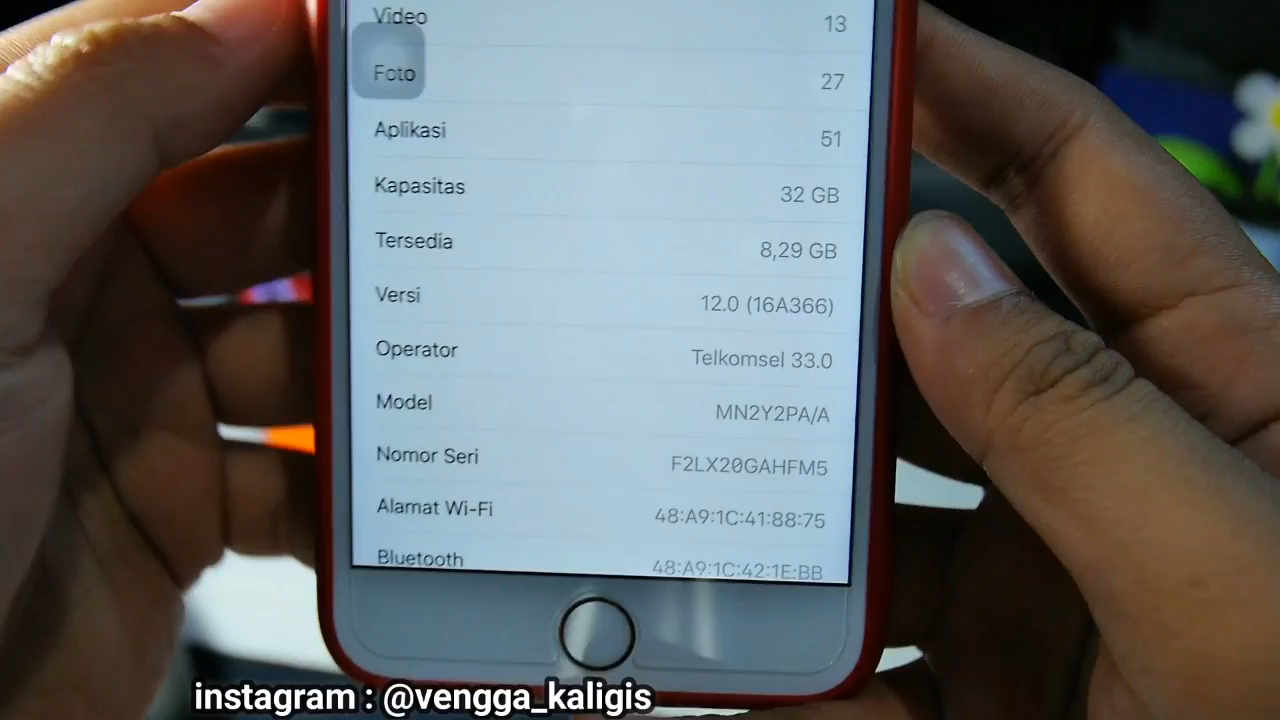 Video 13
Foto 27
Aplikasi 51
Kapasitas 32 GB
Tersedia 8,29 GB
Versi 12.0 (16A366)
Operator Telkomsel 33.0
Model MN2Y2PA/A
Nomor Seri F2LX20GAHFM5
Alamat Wi-Fi 48:A9:1C:41:88:75
Bluetooth 48:A9:1C:42:1E:BB
instagram : @vengga_kaligis